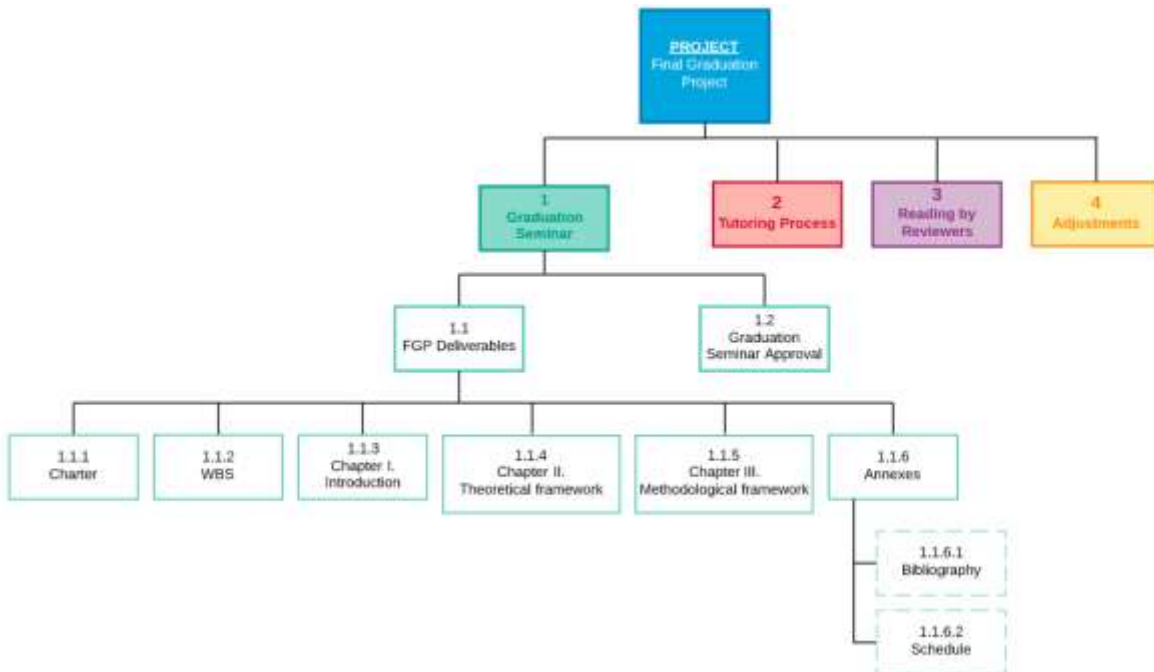 PROJECT
Final Graduation
Project
1
Graduation
Seminar
2
Tutoring Process
3
Reading by
Reviewers
4
Adjustments
1.1
FGP Deliverables
1.2
Graduation
Seminar Approval
1.1.1
Charter
1.1.2
WBS
1.1.3
Chapter I.
Introduction
1.1.4
Chapter II.
Theoretical framework
1.1.5
Chapter III.
Methodological framework
1.1.6
Annexes
1.1.6.1
Bibliography
1.1.6.2
Schedule